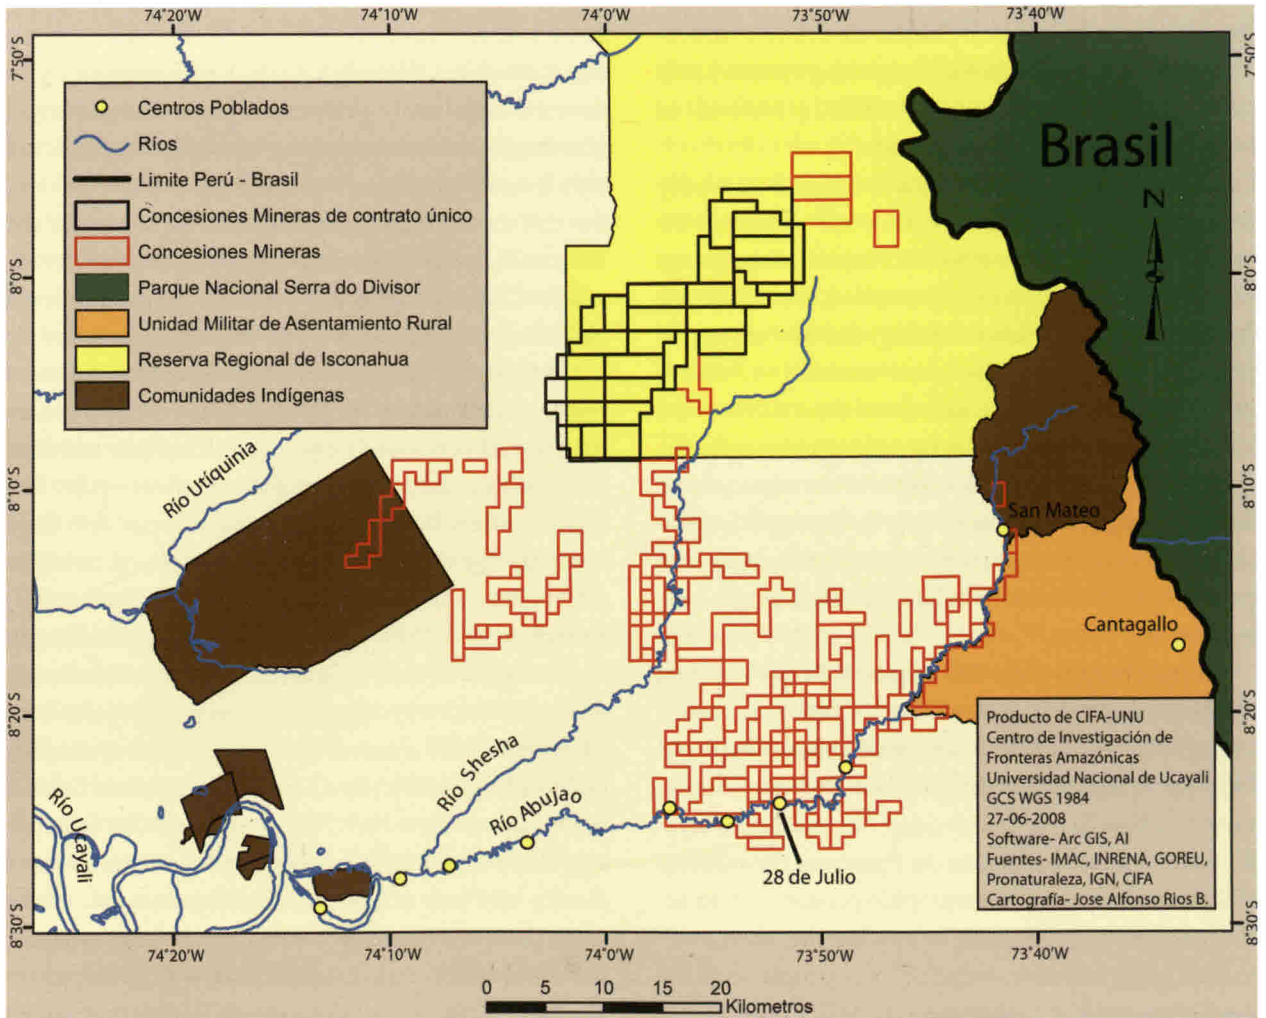 74°20'W 74°10'W 74°0'W 73°50'W 73°40'W
7°50'S 7°50'S
Centros Poblados
Ríos
Limite Perú - Brasil
Concesiones Mineras de contrato único
Concesiones Mineras
Parque Nacional Serra do Divisor
Unidad Militar de Asentamiento Rural
Reserva Regional de Isconahua
Comunidades Indígenas
Brasil
N
8°0'S 8°0'S
Río Utiquinia
8°10'S 8°10'S
San Mateo
Cantagallo
8°20'S 8°20'S
Río Shesha
Río Abujao
Río Ucayali
28 de Julio
Producto de CIFA-UNU
Centro de Investigación de
Fronteras Amazónicas
Universidad Nacional de Ucayali
GCS WGS 1984
27-06-2008
Software- Arc GIS, AI
Fuentes- IMAC, INRENA, GOREU,
Pronaturaleza, IGN, CIFA
Cartografía- Jose Alfonso Rios B.
8°30'S 8°30'S
74°20'W 74°10'W 74°0'W 73°50'W 73°40'W
0 5 10 15 20
Kilometros